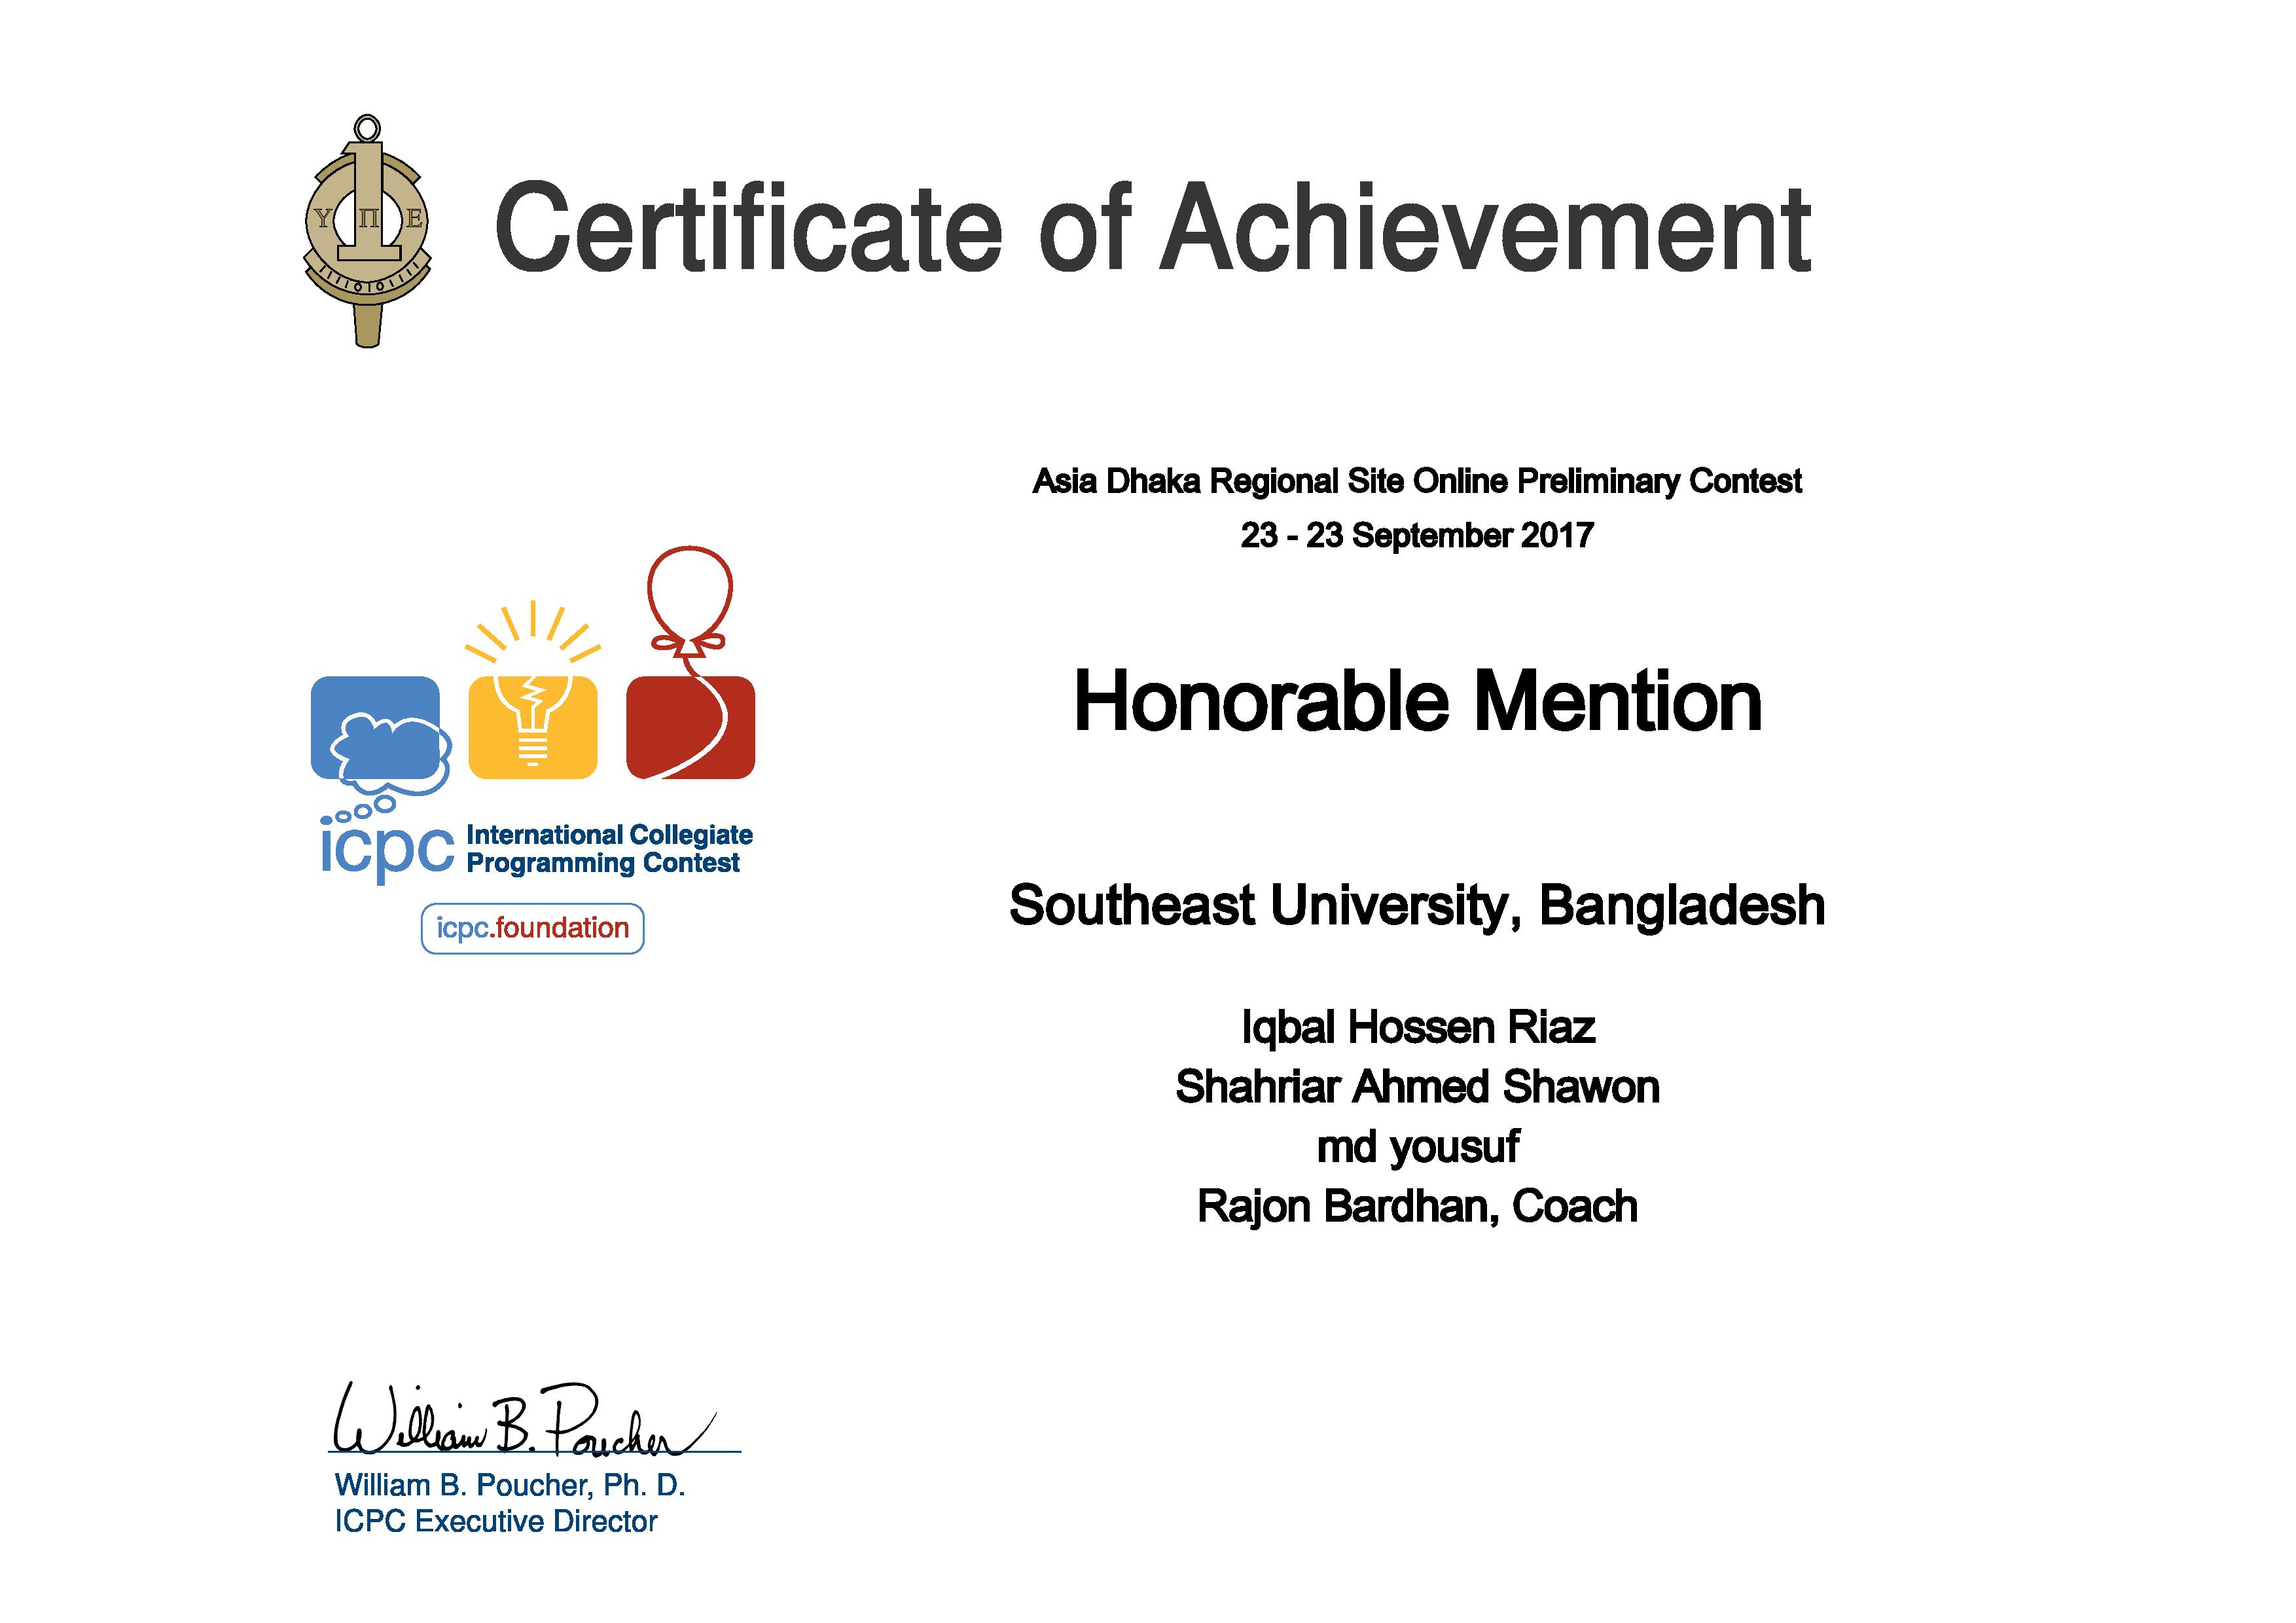 Υ Π Ε
Certificate of Achievement
Asia Dhaka Regional Site Online Preliminary Contest
23 - 23 September 2017
Honorable Mention
icpc International Collegiate
Programming Contest
icpc.foundation
Southeast University, Bangladesh
Iqbal Hossen Riaz
Shahriar Ahmed Shawon
md yousuf
Rajon Bardhan, Coach
William B. Poucher
William B. Poucher, Ph. D.
ICPC Executive Director